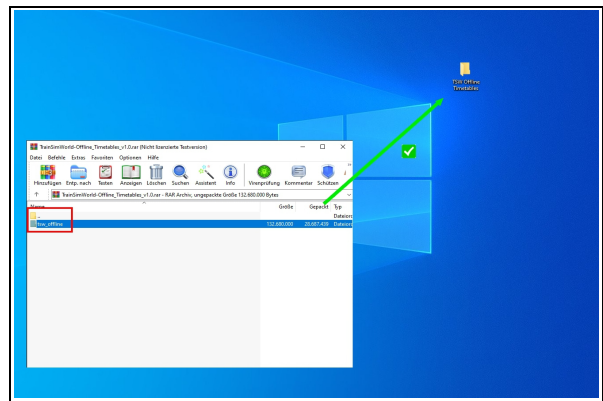 TSW_Offline_
Timetables
TrainSimWorld-Offline_Timetables_v1.0.rar (Nicht lizenzierte Testversion)
Datei Befehle Extras Favoriten Optionen Hilfe
Hinzufügen Entp. nach Testen Anzeigen Löschen Suchen Assistent Info Virenprüfung Kommentar Schützen
TrainSimWorld-Offline_Timetables_v1.0.rar - RAR Archiv, ungepackte Größe 132.680.000 Bytes
Name Größe Gepackt Typ
.. Dateiord
tsw_offline 132.680.000 28.687.439 Dateiord